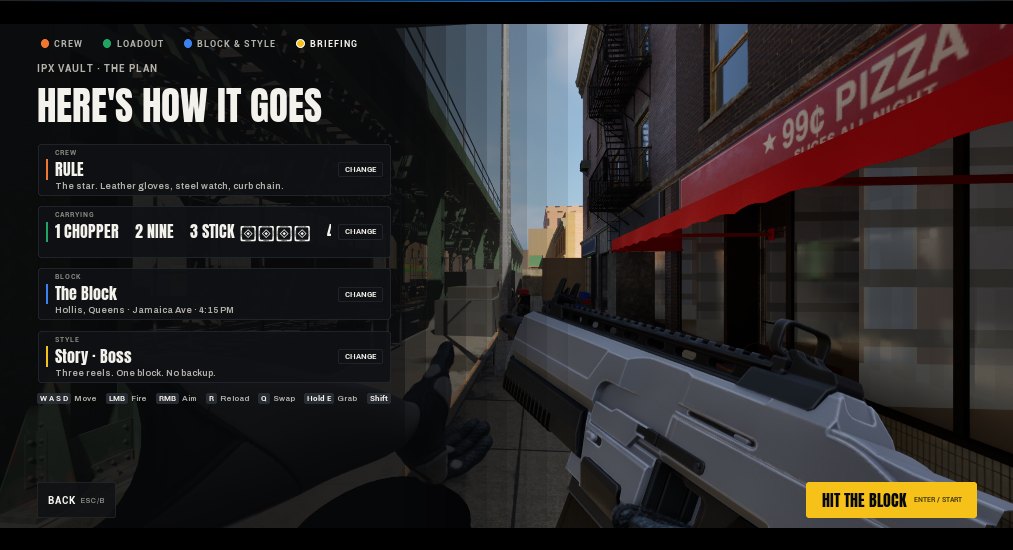 CREW LOADOUT BLOCK & STYLE BRIEFING
IPX VAULT · THE PLAN
HERE'S HOW IT GOES
CREW
RULE
The star. Leather gloves, steel watch, curb chain.
CHANGE
CARRYING
1 CHOPPER 2 NINE 3 STICK
CHANGE
BLOCK
The Block
Hollis, Queens · Jamaica Ave · 4:15 PM
CHANGE
STYLE
Story · Boss
Three reels. One block. No backup.
CHANGE
W A S D Move LMB Fire RMB Aim R Reload Q Swap Hold E Grab Shift
BACK ESC/B
HIT THE BLOCK ENTER / START
★ 99¢ PIZZA
SLICES ALL NIGHT